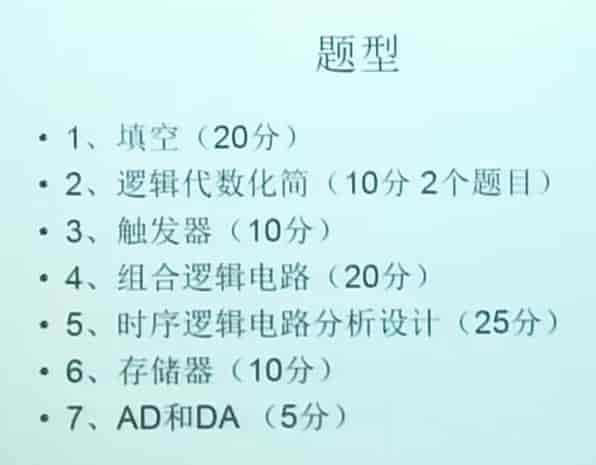 题型
• 1、填空（20分）
• 2、逻辑代数化简（10分 2个题目）
• 3、触发器（10分）
• 4、组合逻辑电路（20分）
• 5、时序逻辑电路分析设计（25分）
• 6、存储器（10分）
• 7、AD和DA （5分）